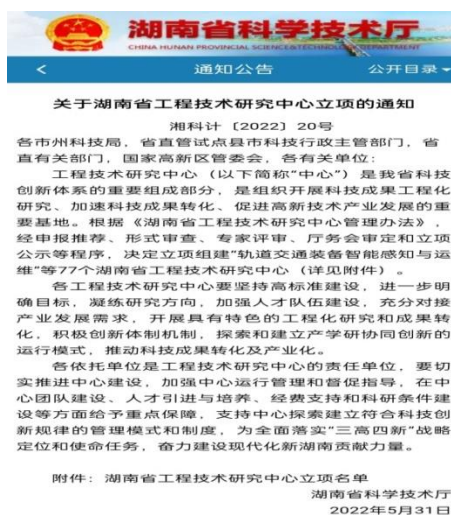 湖南省科学技术厅
CHINA HUNAN PROVINCIAL SCIENCE&TECHNOLOGY DEPARTMENT
< 通知公告 公开目录
关于湖南省工程技术研究中心立项的通知
湘科计〔2022〕20号
各市州科技局，省直管试点县市科技行政主管部门，省
直有关部门，国家高新区管委会，各有关单位：
工程技术研究中心（以下简称“中心”）是我省科技
创新体系的重要组成部分，是组织开展科技成果工程化
研究、加速科技成果转化、促进高新技术产业发展的重
要基地。根据《湖南省工程技术研究中心管理办法》，
经申报推荐、形式审查、专家评审、厅务会审定和立项
公示等程序，决定立项组建“轨道交通装备智能感知与运
维”等77个湖南省工程技术研究中心（详见附件）。
各工程技术研究中心要坚持高标准建设，进一步明
确目标，凝练研究方向，加强人才队伍建设，充分对接
产业发展需求，开展具有特色的工程化研究和成果转
化，积极创新体制机制，探索和建立产学研协同创新的
运行模式，推动科技成果转化及产业化。
各依托单位是工程技术研究中心的责任单位，要切
实推进中心建设，加强中心运行管理和督促指导，在中
心团队建设、人才引进与培养、经费支持和科研条件建
设等方面给予重点保障，支持中心探索建立符合科技创
新规律的管理模式和制度，为全面落实“三高四新”战略
定位和使命任务，奋力建设现代化新湖南贡献力量。
附件：湖南省工程技术研究中心立项名单
湖南省科学技术厅
2022年5月31日